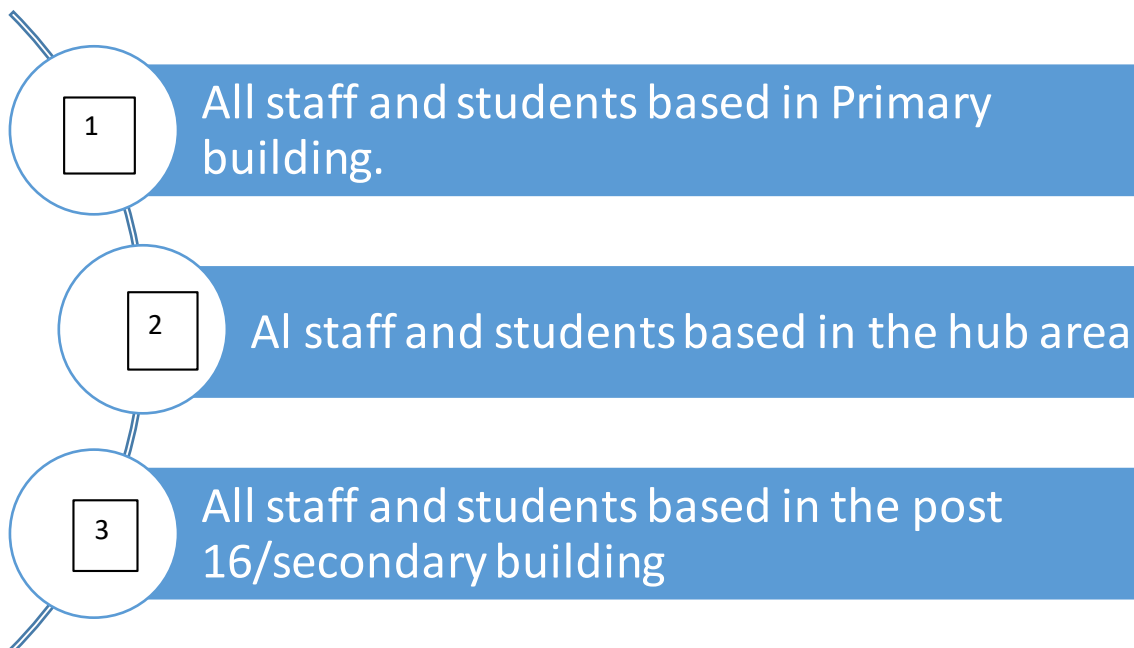 1
All staff and students based in Primary
building.
2
Al staff and students based in the hub area
3
All staff and students based in the post
16/secondary building